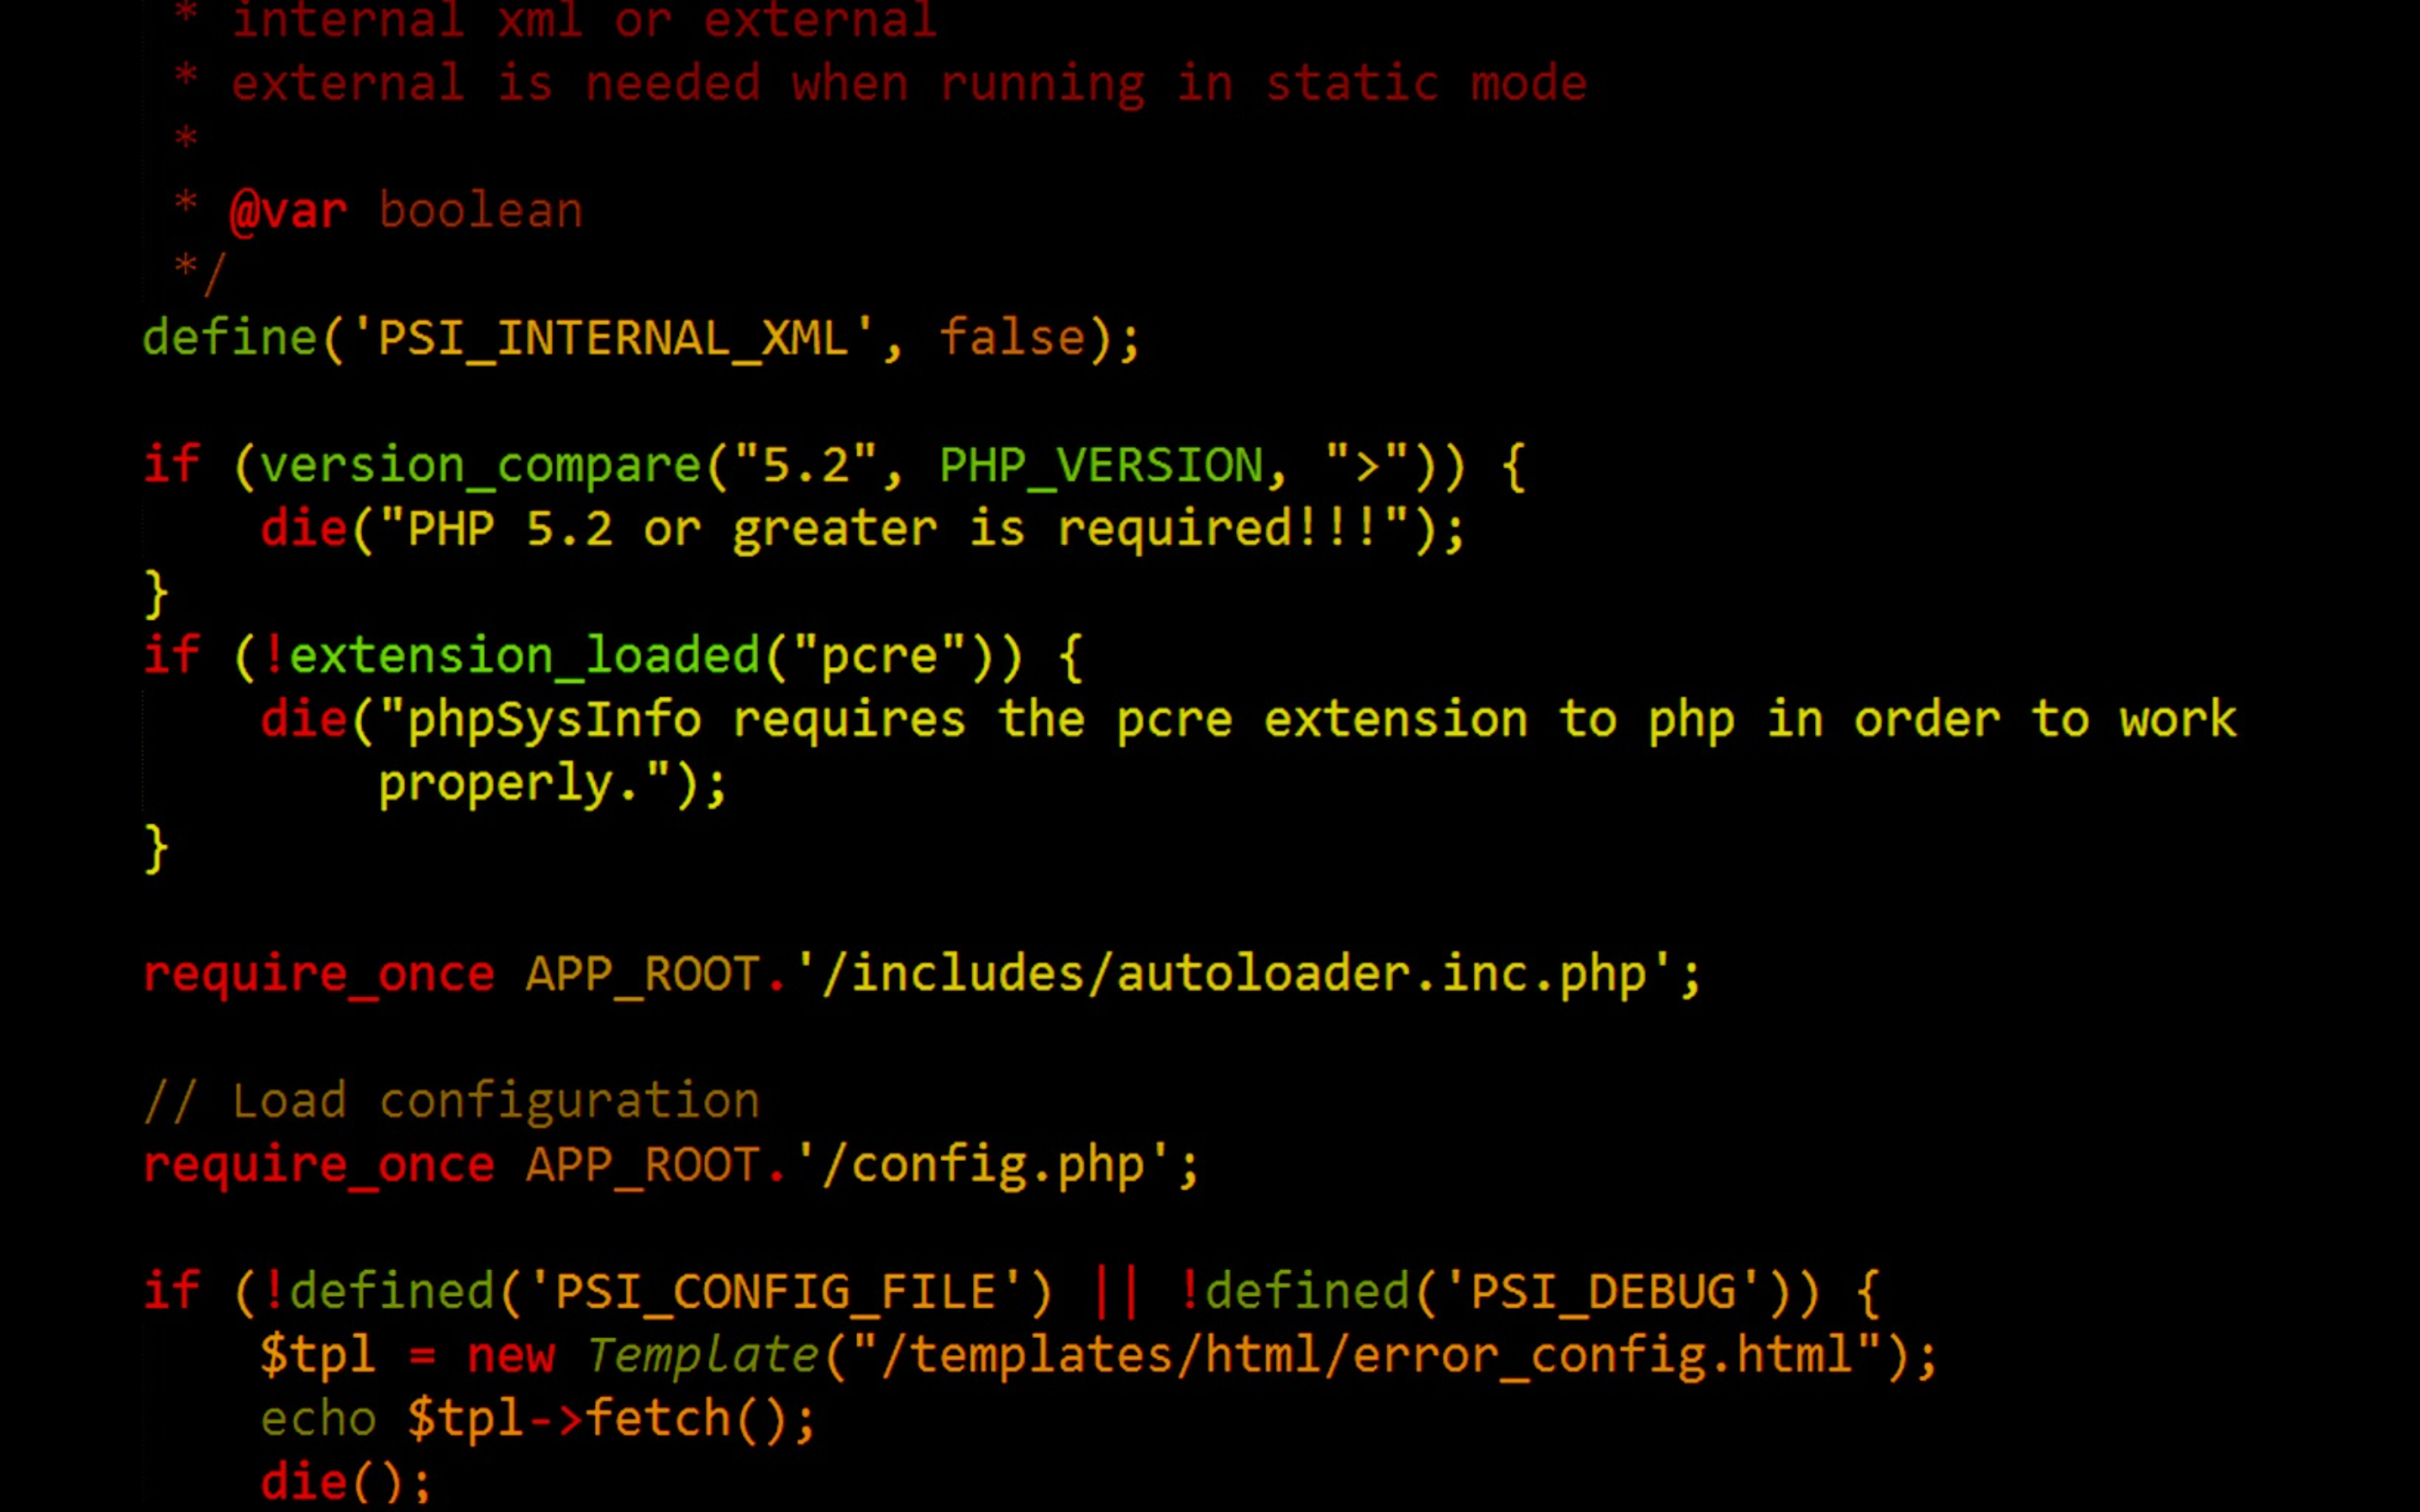 * internal xml or external
* external is needed when running in static mode
*
* @var boolean
*/
define('PSI_INTERNAL_XML', false);
if (version_compare("5.2", PHP_VERSION, ">")) {
die("PHP 5.2 or greater is required!!!");
}
if (!extension_loaded("pcre")) {
die("phpSysInfo requires the pcre extension to php in order to work
properly.");
}
require_once APP_ROOT.'/includes/autoloader.inc.php';
// Load configuration
require_once APP_ROOT.'/config.php';
if (!defined('PSI_CONFIG_FILE') || !defined('PSI_DEBUG')) {
$tpl = new Template("/templates/html/error_config.html");
echo $tpl->fetch();
die();